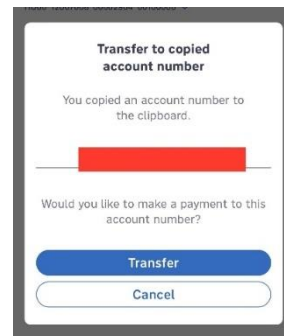 Transfer to copied
account number
You copied an account number to
the clipboard.
Would you like to make a payment to this
account number?
Transfer
Cancel